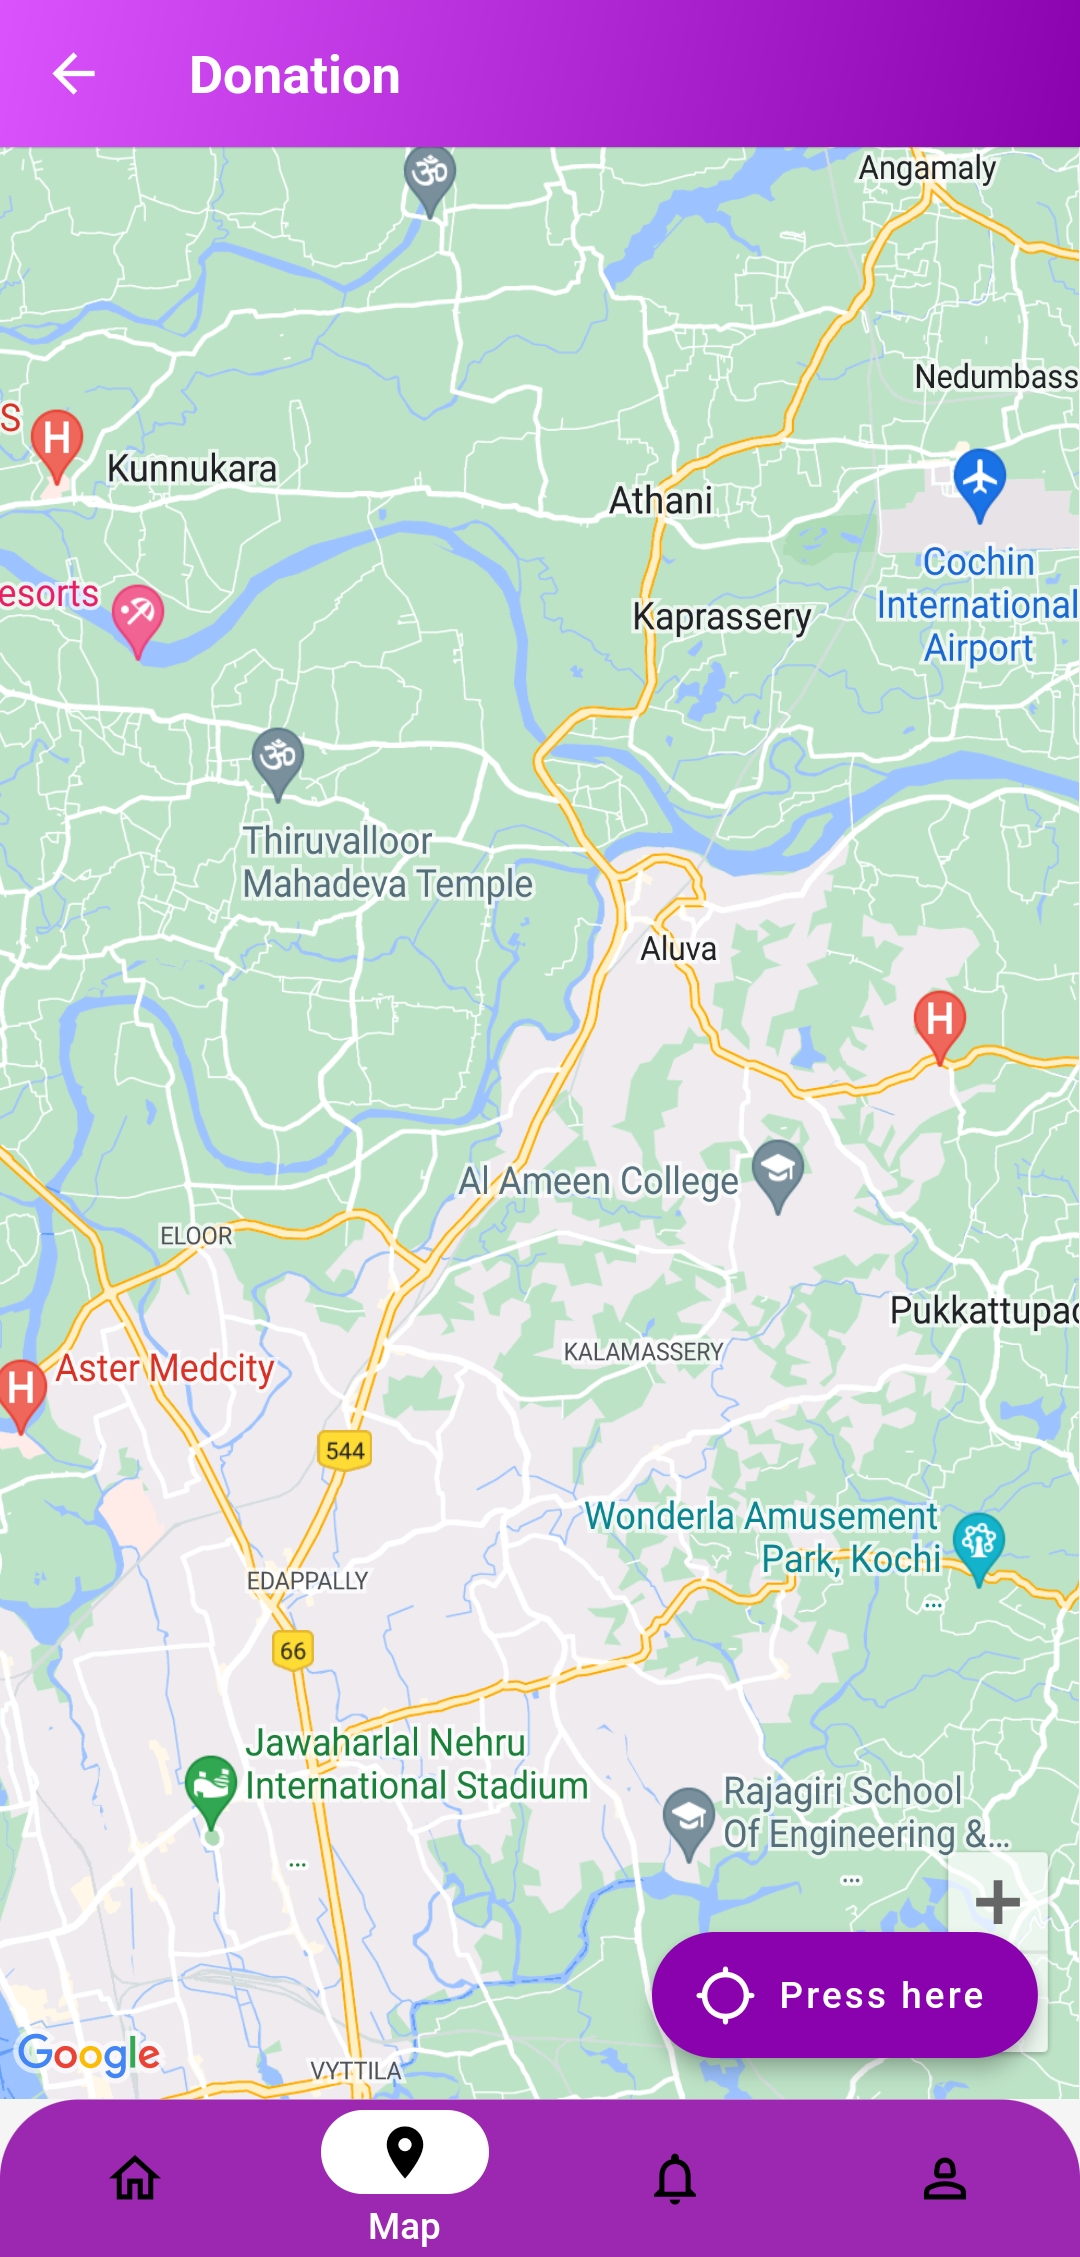 Donation
Angamaly
Nedumbass
S
H
Kunnukara
Athani
Cochin
International
Airport
esorts
Kaprassery
ॐ
ॐ
Thiruvalloor
Mahadeva Temple
Aluva
H
Al Ameen College
ELOOR
Pukkattupad
KALAMASSERY
Aster Medcity
H
544
Wonderla Amusement
Park, Kochi
...
EDAPPALLY
66
Jawaharlal Nehru
International Stadium
...
Rajagiri School
Of Engineering &...
...
+
Press here
Google
VYTTILA
Map